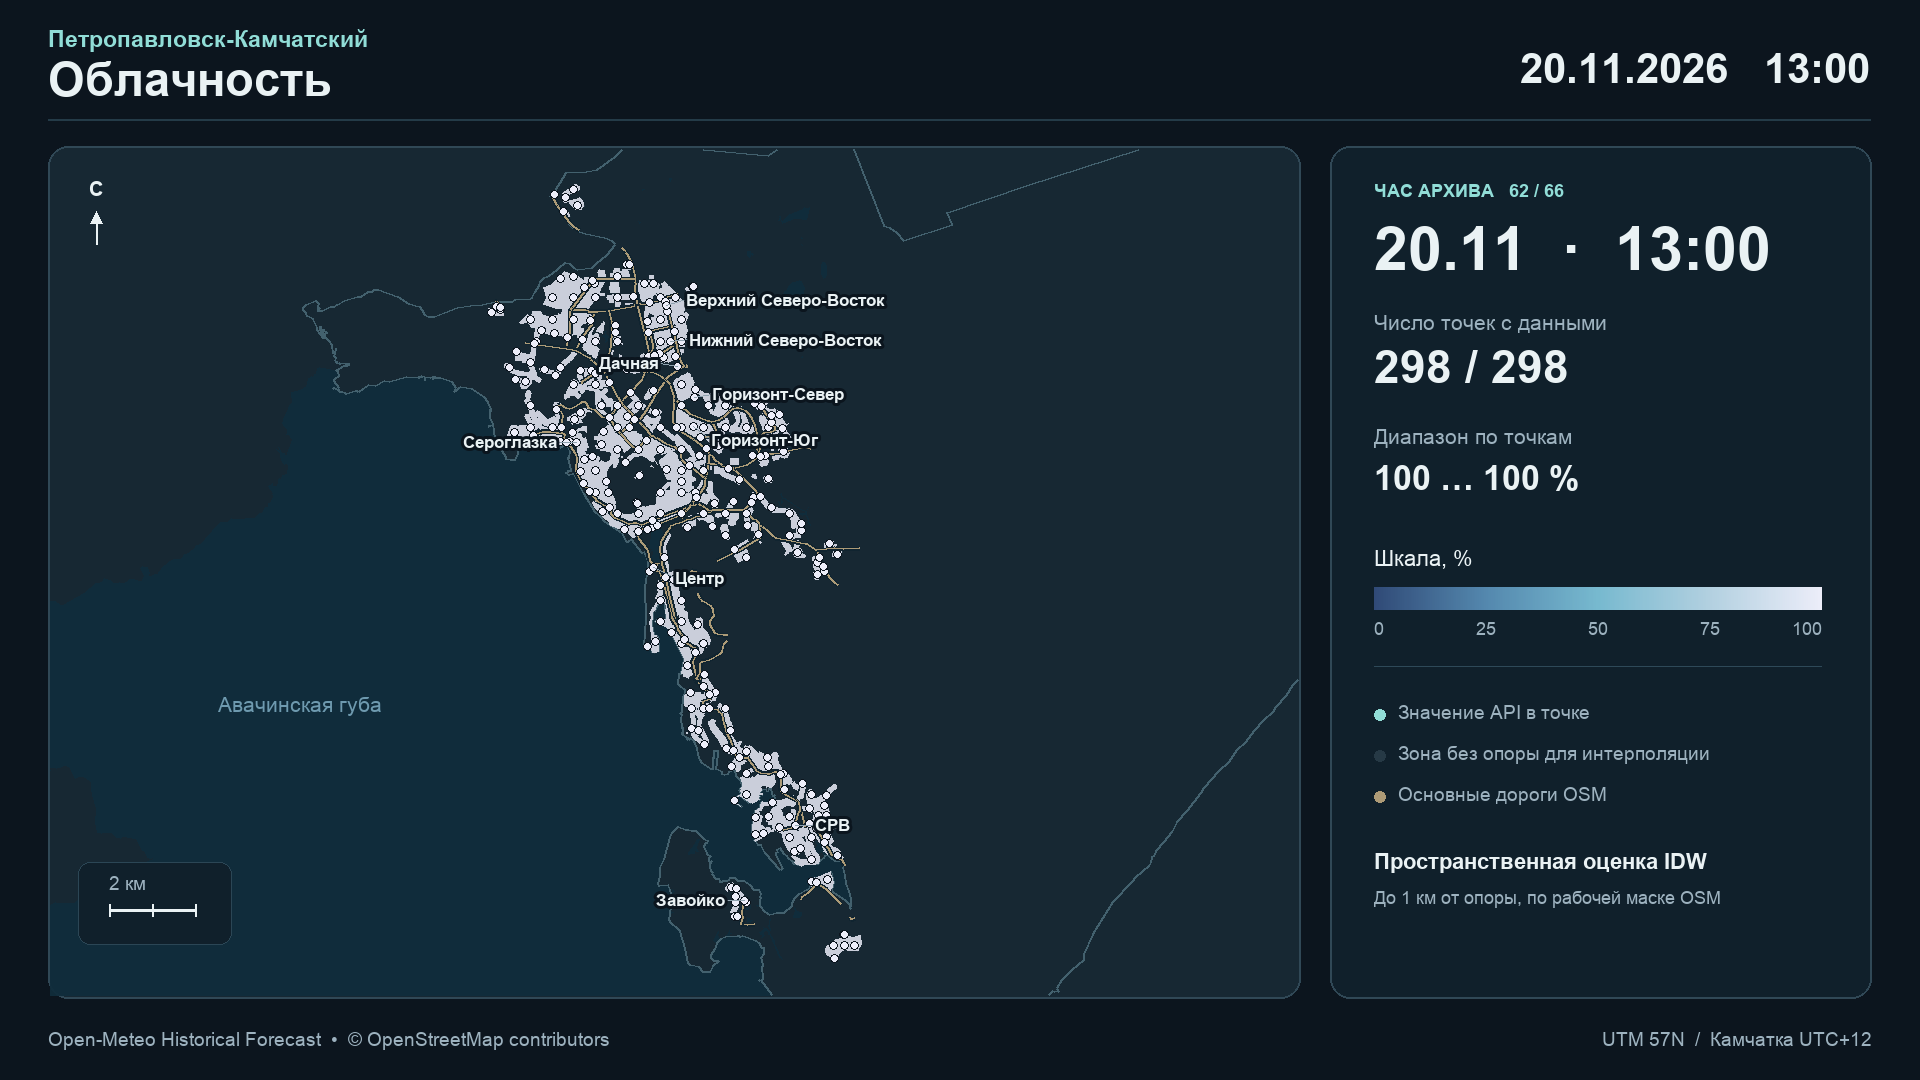 Петропавловск-Камчатский
Облачность
20.11.2026 13:00
С
Верхний Северо-Восток
Нижний Северо-Восток
Дачная
Горизонт-Север
Сероглазка
Горизонт-Юг
Центр
Авачинская губа
СРВ
Завойко
2 км
ЧАС АРХИВА 62 / 66
20.11 · 13:00
Число точек с данными
298 / 298
Диапазон по точкам
100 ... 100 %
Шкала, %
0 25 50 75 100
Значение API в точке
Зона без опоры для интерполяции
Основные дороги OSM
Пространственная оценка IDW
До 1 км от опоры, по рабочей маске OSM
Open-Meteo Historical Forecast • © OpenStreetMap contributors
UTM 57N / Камчатка UTC+12